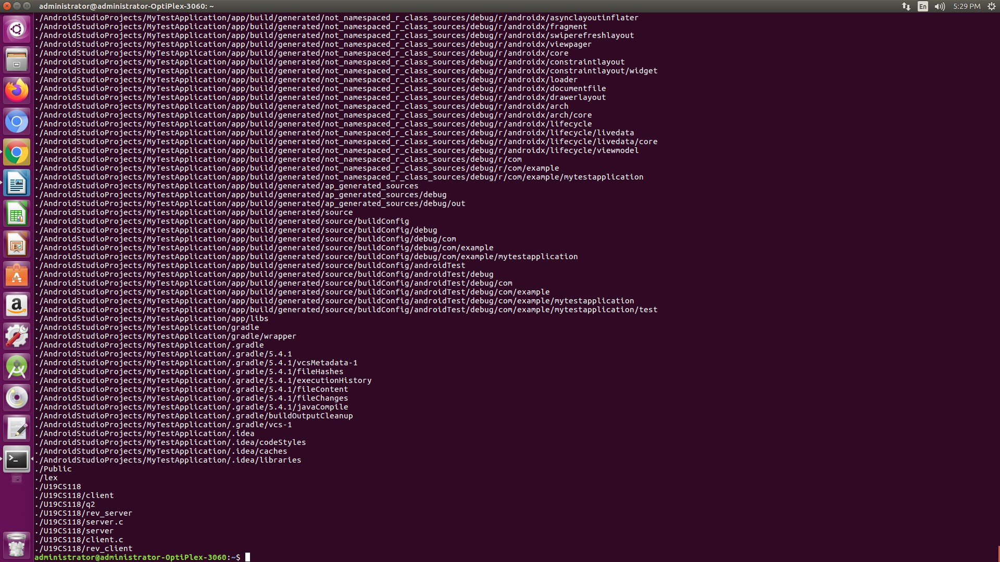 administrator@administrator-OptiPlex-3060: ~
En
5:29 PM
./AndroidStudioProjects/MyTestApplication/app/build/generated/not_namespaced_r_class_sources/debug/r/androidx/asynclayoutinflater
./AndroidStudioProjects/MyTestApplication/app/build/generated/not_namespaced_r_class_sources/debug/r/androidx/fragment
./AndroidStudioProjects/MyTestApplication/app/build/generated/not_namespaced_r_class_sources/debug/r/androidx/swiperefreshlayout
./AndroidStudioProjects/MyTestApplication/app/build/generated/not_namespaced_r_class_sources/debug/r/androidx/viewpager
./AndroidStudioProjects/MyTestApplication/app/build/generated/not_namespaced_r_class_sources/debug/r/androidx/core
./AndroidStudioProjects/MyTestApplication/app/build/generated/not_namespaced_r_class_sources/debug/r/androidx/constraintlayout
./AndroidStudioProjects/MyTestApplication/app/build/generated/not_namespaced_r_class_sources/debug/r/androidx/constraintlayout/widget
./AndroidStudioProjects/MyTestApplication/app/build/generated/not_namespaced_r_class_sources/debug/r/androidx/loader
./AndroidStudioProjects/MyTestApplication/app/build/generated/not_namespaced_r_class_sources/debug/r/androidx/documentfile
./AndroidStudioProjects/MyTestApplication/app/build/generated/not_namespaced_r_class_sources/debug/r/androidx/drawerlayout
./AndroidStudioProjects/MyTestApplication/app/build/generated/not_namespaced_r_class_sources/debug/r/androidx/arch
./AndroidStudioProjects/MyTestApplication/app/build/generated/not_namespaced_r_class_sources/debug/r/androidx/arch/core
./AndroidStudioProjects/MyTestApplication/app/build/generated/not_namespaced_r_class_sources/debug/r/androidx/lifecycle
./AndroidStudioProjects/MyTestApplication/app/build/generated/not_namespaced_r_class_sources/debug/r/androidx/lifecycle/livedata
./AndroidStudioProjects/MyTestApplication/app/build/generated/not_namespaced_r_class_sources/debug/r/androidx/lifecycle/livedata/core
./AndroidStudioProjects/MyTestApplication/app/build/generated/not_namespaced_r_class_sources/debug/r/androidx/lifecycle/viewmodel
./AndroidStudioProjects/MyTestApplication/app/build/generated/not_namespaced_r_class_sources/debug/r/com
./AndroidStudioProjects/MyTestApplication/app/build/generated/not_namespaced_r_class_sources/debug/r/com/example
./AndroidStudioProjects/MyTestApplication/app/build/generated/not_namespaced_r_class_sources/debug/r/com/example/mytestapplication
./AndroidStudioProjects/MyTestApplication/app/build/generated/ap_generated_sources
./AndroidStudioProjects/MyTestApplication/app/build/generated/ap_generated_sources/debug
./AndroidStudioProjects/MyTestApplication/app/build/generated/ap_generated_sources/debug/out
./AndroidStudioProjects/MyTestApplication/app/build/generated/source
./AndroidStudioProjects/MyTestApplication/app/build/generated/source/buildConfig
./AndroidStudioProjects/MyTestApplication/app/build/generated/source/buildConfig/debug
./AndroidStudioProjects/MyTestApplication/app/build/generated/source/buildConfig/debug/com
./AndroidStudioProjects/MyTestApplication/app/build/generated/source/buildConfig/debug/com/example
./AndroidStudioProjects/MyTestApplication/app/build/generated/source/buildConfig/debug/com/example/mytestapplication
./AndroidStudioProjects/MyTestApplication/app/build/generated/source/buildConfig/androidTest
./AndroidStudioProjects/MyTestApplication/app/build/generated/source/buildConfig/androidTest/debug
./AndroidStudioProjects/MyTestApplication/app/build/generated/source/buildConfig/androidTest/debug/com
./AndroidStudioProjects/MyTestApplication/app/build/generated/source/buildConfig/androidTest/debug/com/example
./AndroidStudioProjects/MyTestApplication/app/build/generated/source/buildConfig/androidTest/debug/com/example/mytestapplication
./AndroidStudioProjects/MyTestApplication/app/build/generated/source/buildConfig/androidTest/debug/com/example/mytestapplication/test
./AndroidStudioProjects/MyTestApplication/app/libs
./AndroidStudioProjects/MyTestApplication/gradle
./AndroidStudioProjects/MyTestApplication/gradle/wrapper
./AndroidStudioProjects/MyTestApplication/.gradle
./AndroidStudioProjects/MyTestApplication/.gradle/5.4.1
./AndroidStudioProjects/MyTestApplication/.gradle/5.4.1/vcsMetadata-1
./AndroidStudioProjects/MyTestApplication/.gradle/5.4.1/fileHashes
./AndroidStudioProjects/MyTestApplication/.gradle/5.4.1/executionHistory
./AndroidStudioProjects/MyTestApplication/.gradle/5.4.1/fileContent
./AndroidStudioProjects/MyTestApplication/.gradle/5.4.1/fileChanges
./AndroidStudioProjects/MyTestApplication/.gradle/5.4.1/javaCompile
./AndroidStudioProjects/MyTestApplication/.gradle/buildOutputCleanup
./AndroidStudioProjects/MyTestApplication/.gradle/vcs-1
./AndroidStudioProjects/MyTestApplication/.idea
./AndroidStudioProjects/MyTestApplication/.idea/codeStyles
./AndroidStudioProjects/MyTestApplication/.idea/caches
./AndroidStudioProjects/MyTestApplication/.idea/libraries
./Public
./lex
./U19CS118
./U19CS118/client
./U19CS118/q2
./U19CS118/rev_server
./U19CS118/server.c
./U19CS118/server
./U19CS118/client.c
./U19CS118/rev_client
administrator@administrator-OptiPlex-3060:~$